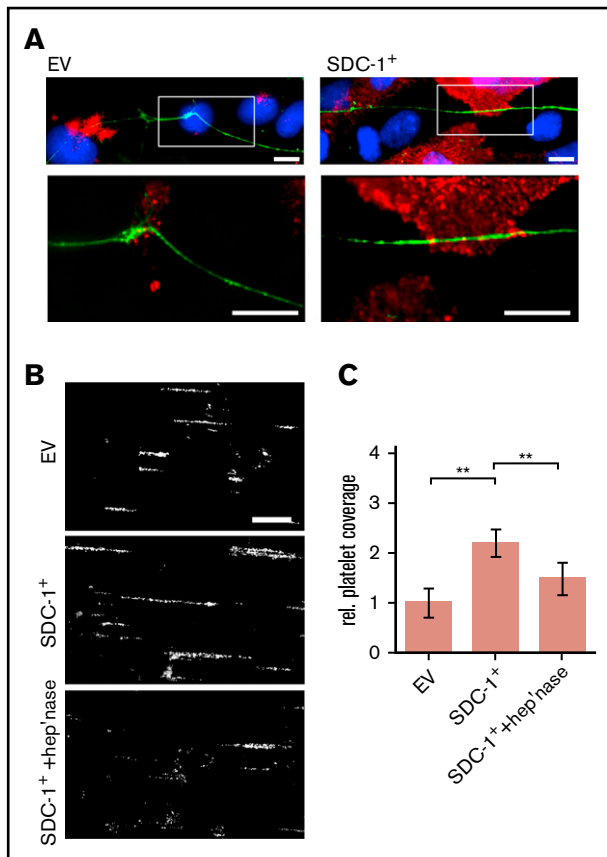 A
EV
SDC-1⁺
B
EV
SDC-1⁺
SDC-1⁺ +hep'nase
C
rel. platelet coverage
4
3
2
1
0
**
**
EV
SDC-1⁺
SDC-1⁺+hep'nase